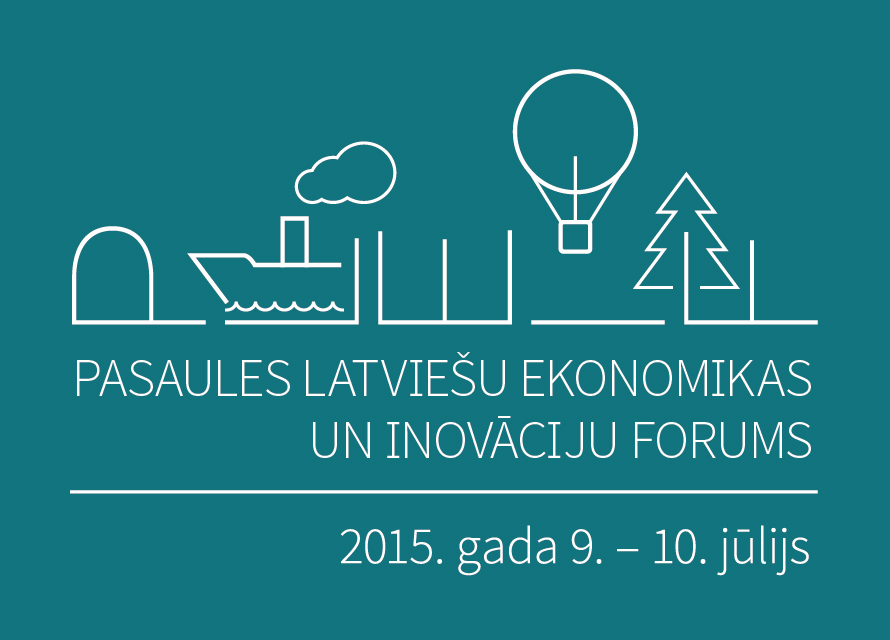 PASAULES LATVIEŠU EKONOMIKAS
UN INOVĀCIJU FORUMS
2015. gada 9. – 10. jūlijs